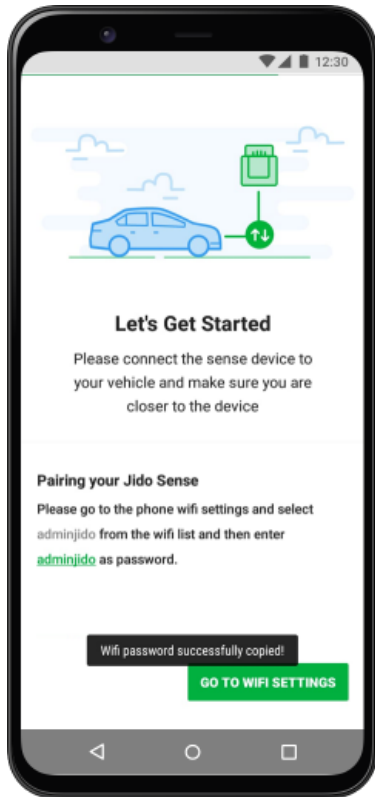 12:30
Let's Get Started
Please connect the sense device to
your vehicle and make sure you are
closer to the device
Pairing your Jido Sense
Please go to the phone wifi settings and select
adminjido from the wifi list and then enter
adminjido as password.
Wifi password successfully copied!
GO TO WIFI SETTINGS